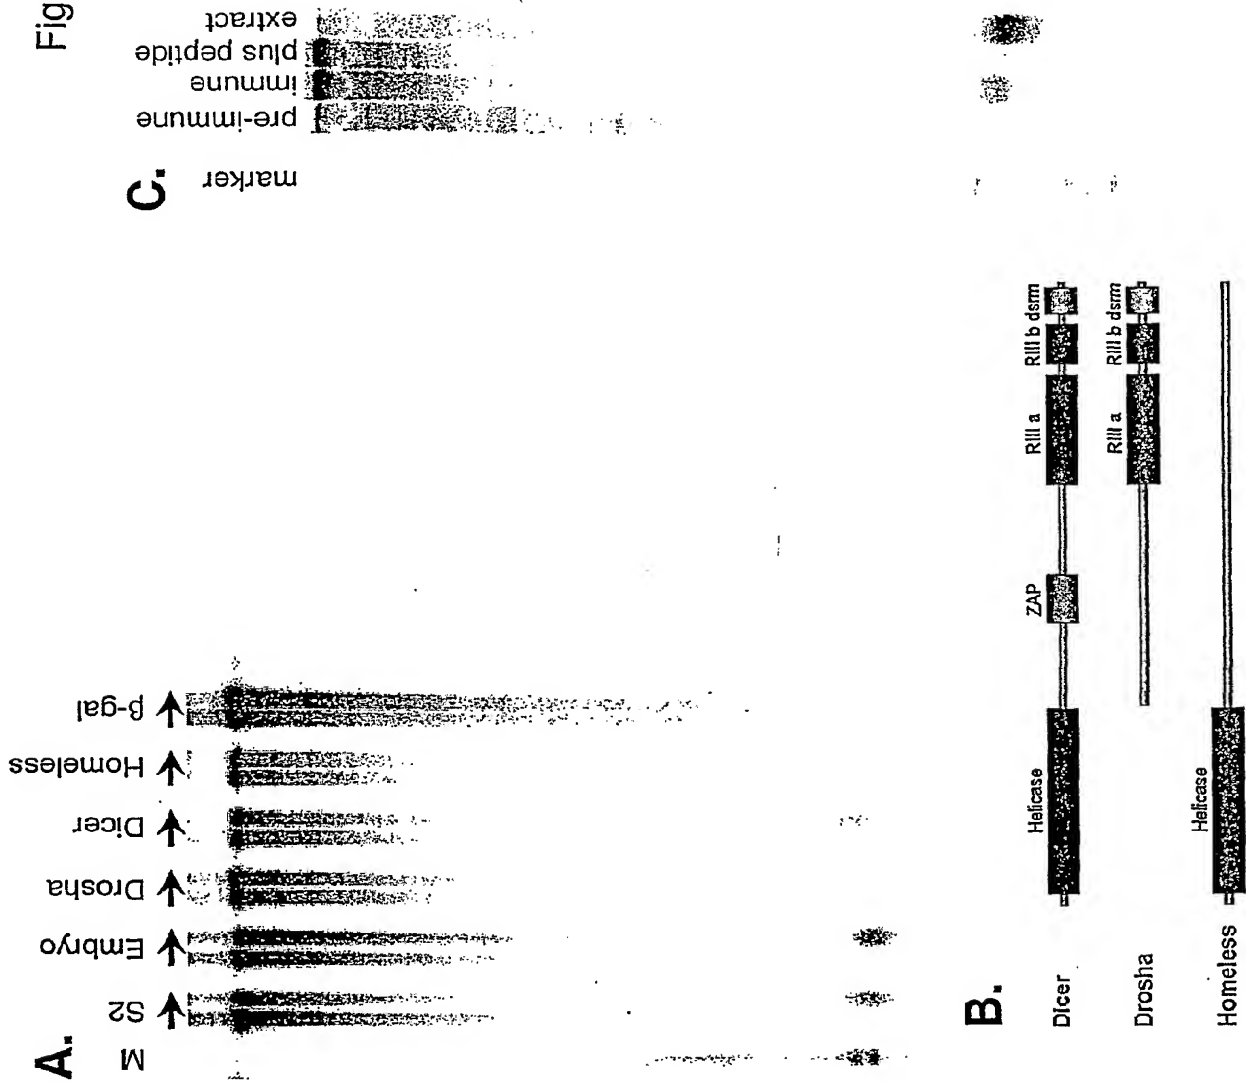 Fig
A.
M
S2
Embryo
Drosha
Dicer
Homeless
β-gal
C.
marker
pre-immune
immune
plus peptide
extract
B.
Dicer
Helicase
ZAP
RIII a
RIII b
dsrm
Drosha
RIII a
RIII b
dsrm
Homeless
Helicase